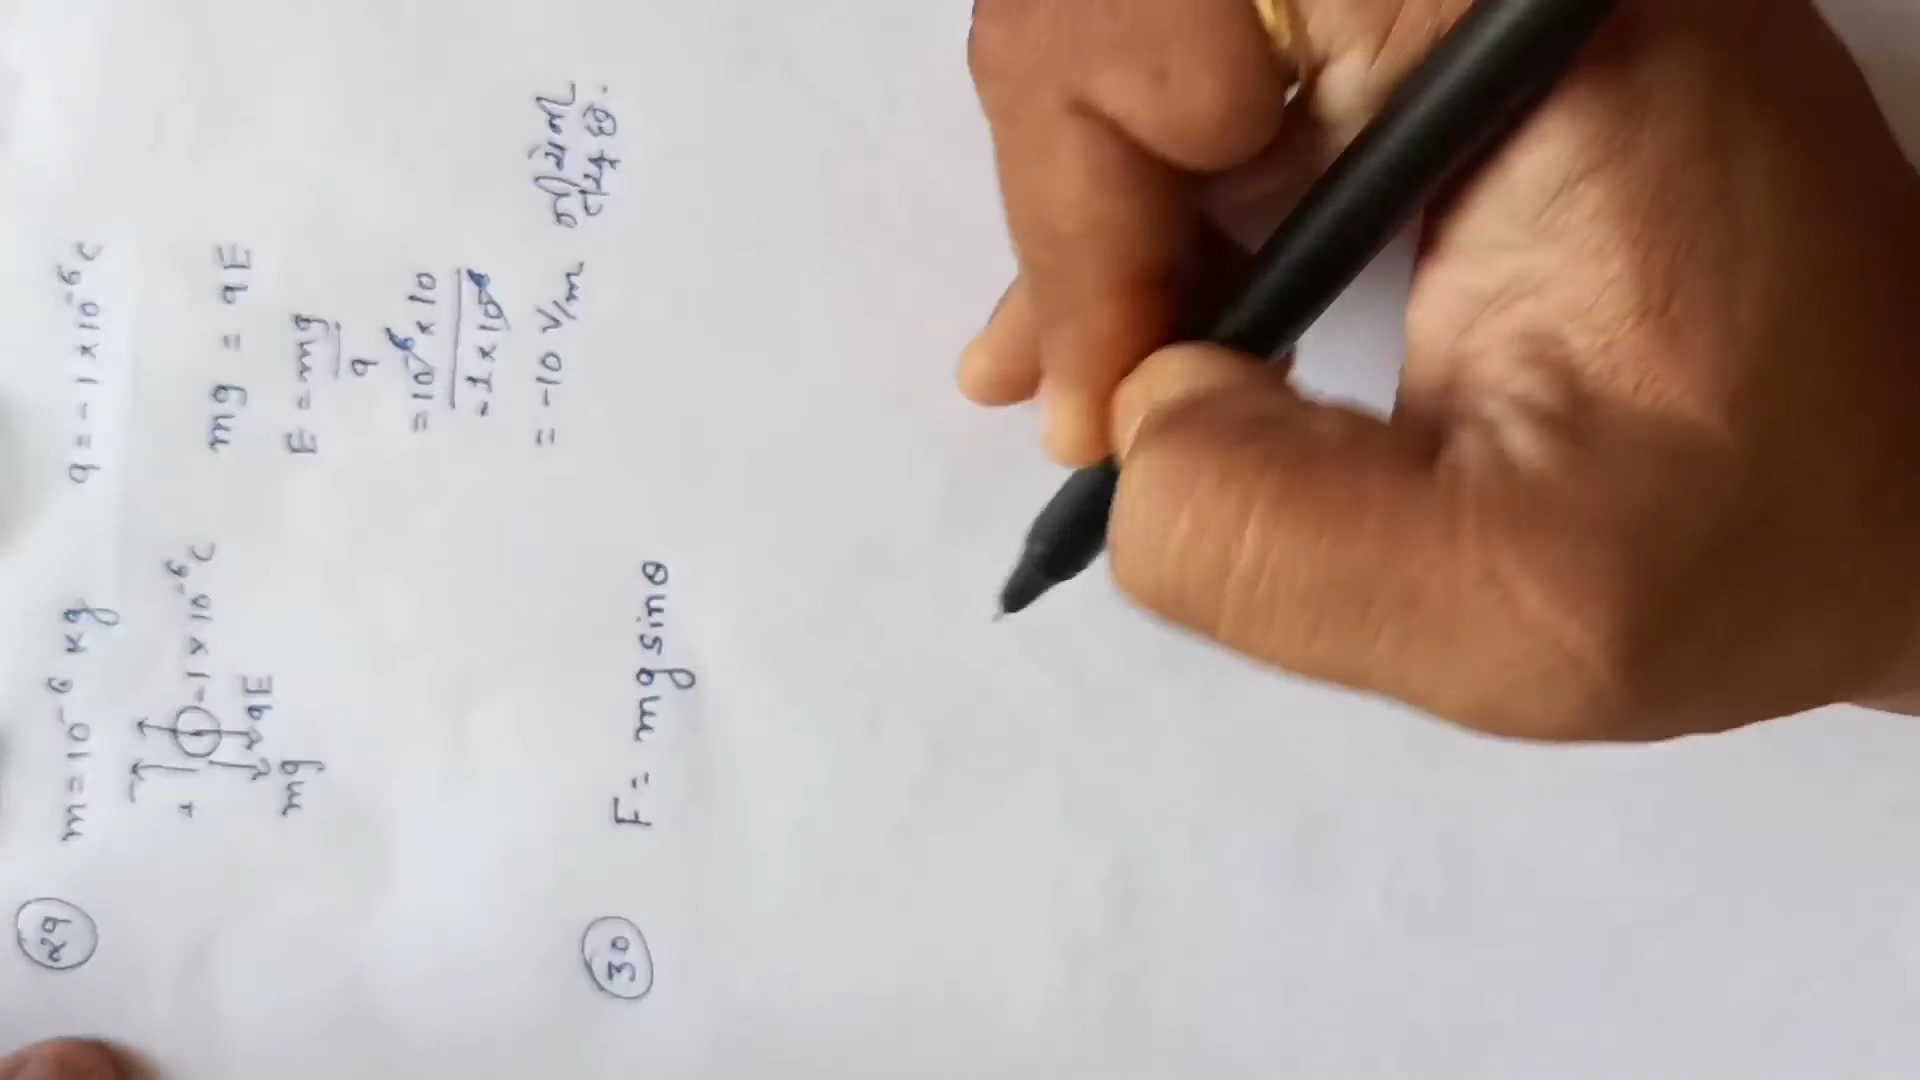 29 m = 10⁻⁶ kg q = -1 × 10⁻⁶ C
- + -1 × 10⁻⁶ C
qE
mg
mg = qE
E = mg
q
= 10⁻⁶ × 10
-1 × 10⁻⁶
= -10 V/m
30 F = mg sinθ